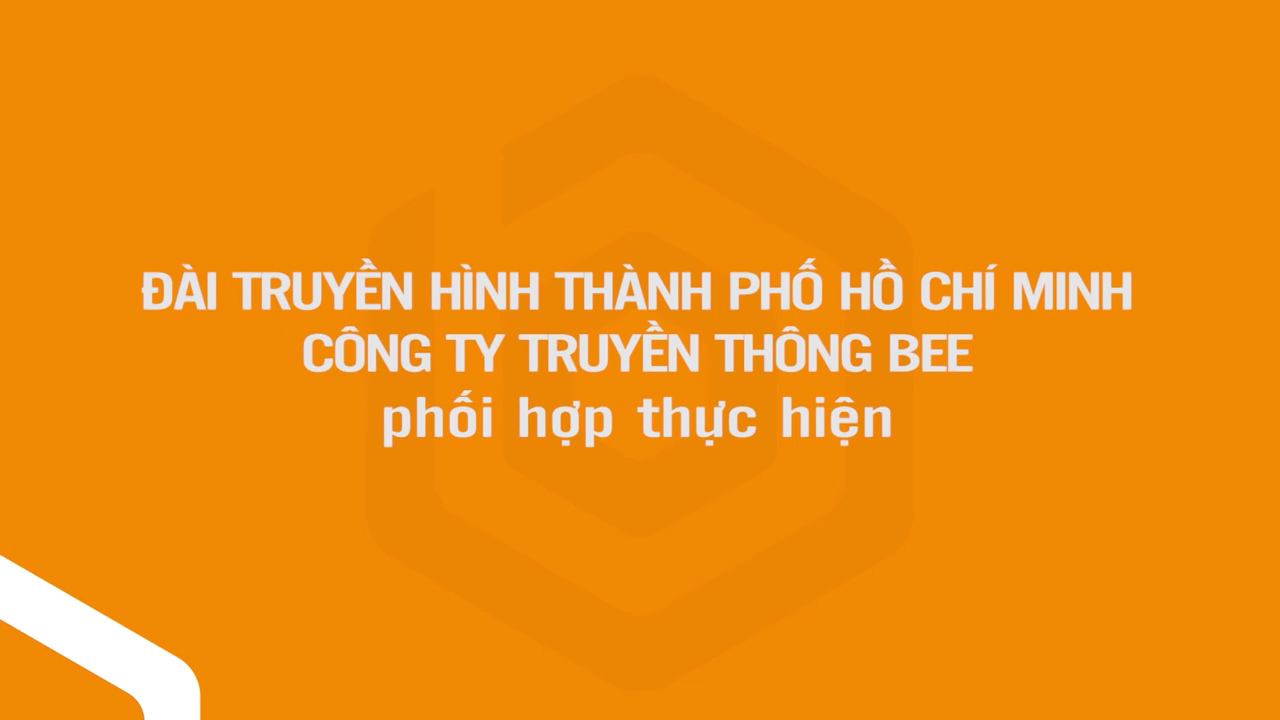 ĐÀI TRUYỀN HÌNH THÀNH PHỐ HỒ CHÍ MINH
CÔNG TY TRUYỀN THÔNG BEE
phối hợp thực hiện